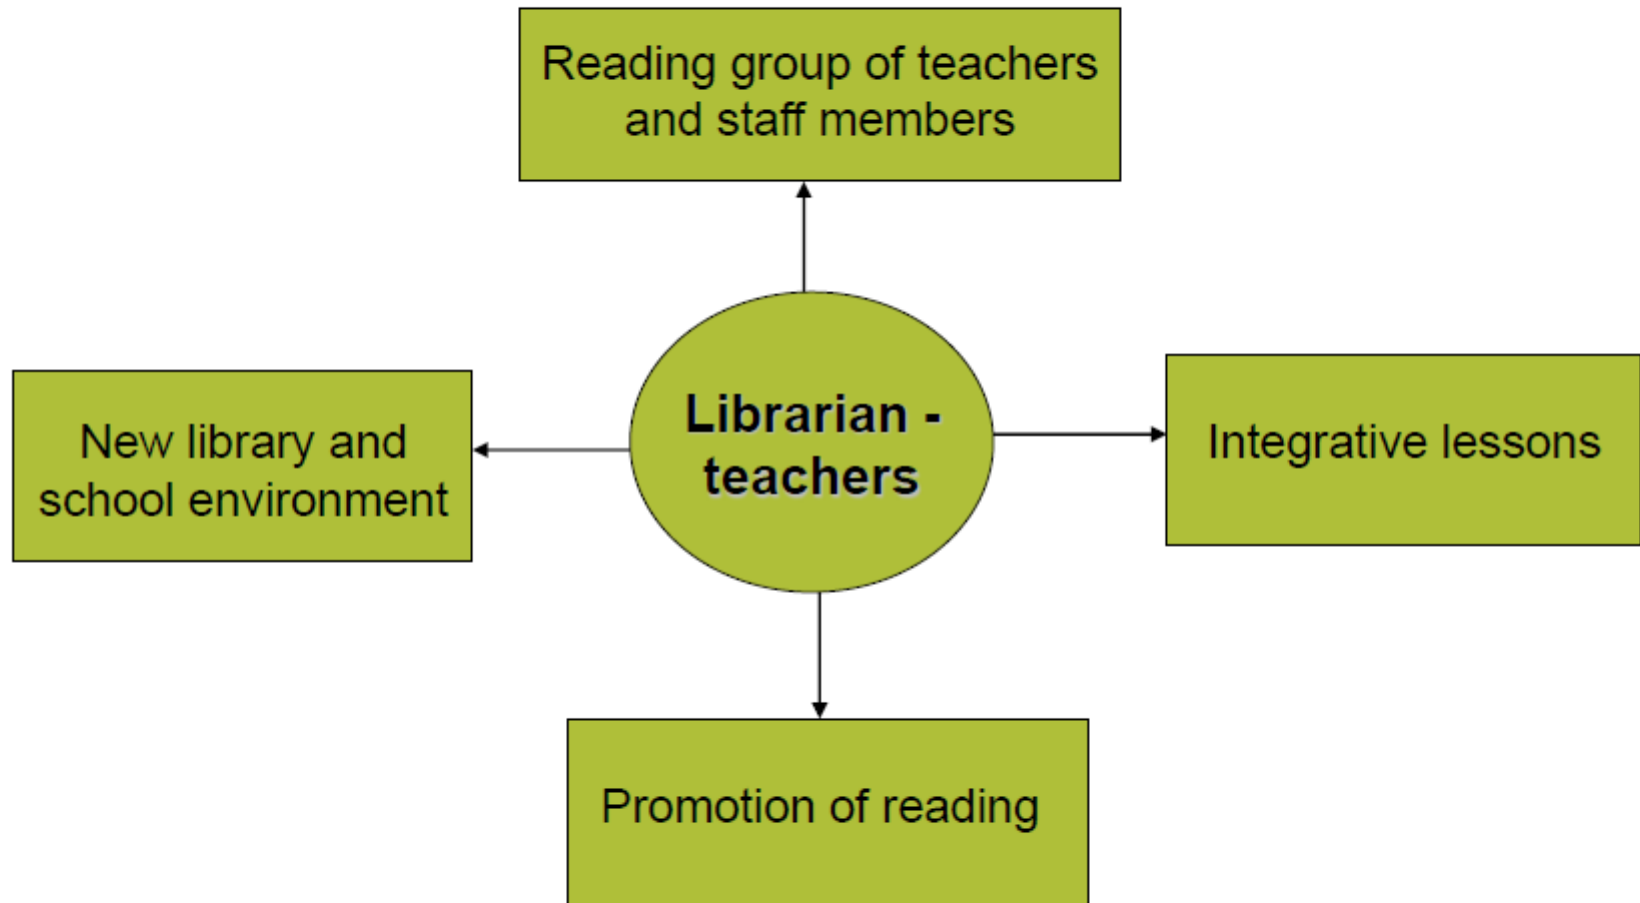 Reading group of teachers
and staff members
New library and
school environment
Librarian -
teachers
Integrative lessons
Promotion of reading